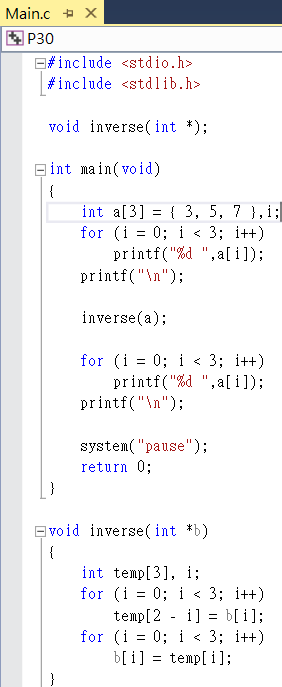 Main.c
P30
#include <stdio.h>
#include <stdlib.h>
void inverse(int *);
int main(void)
{
int a[3] = { 3, 5, 7 },i;
for (i = 0; i < 3; i++)
printf("%d ",a[i]);
printf("\n");
inverse(a);
for (i = 0; i < 3; i++)
printf("%d ",a[i]);
printf("\n");
system("pause");
return 0;
}
void inverse(int *b)
{
int temp[3], i;
for (i = 0; i < 3; i++)
temp[2 - i] = b[i];
for (i = 0; i < 3; i++)
b[i] = temp[i];
}